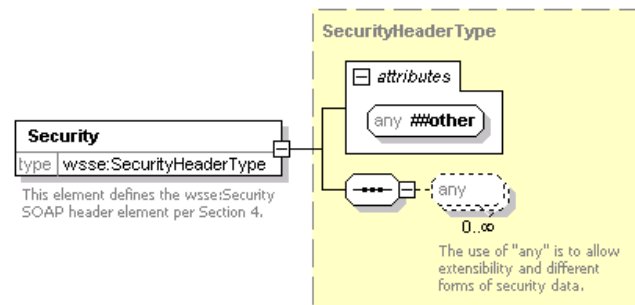 SecurityHeaderType
attributes
any ##other
Security
type wsse:SecurityHeaderType
This element defines the wsse:Security
SOAP header element per Section 4.
any
0..∞
The use of "any" is to allow
extensibility and different
forms of security data.